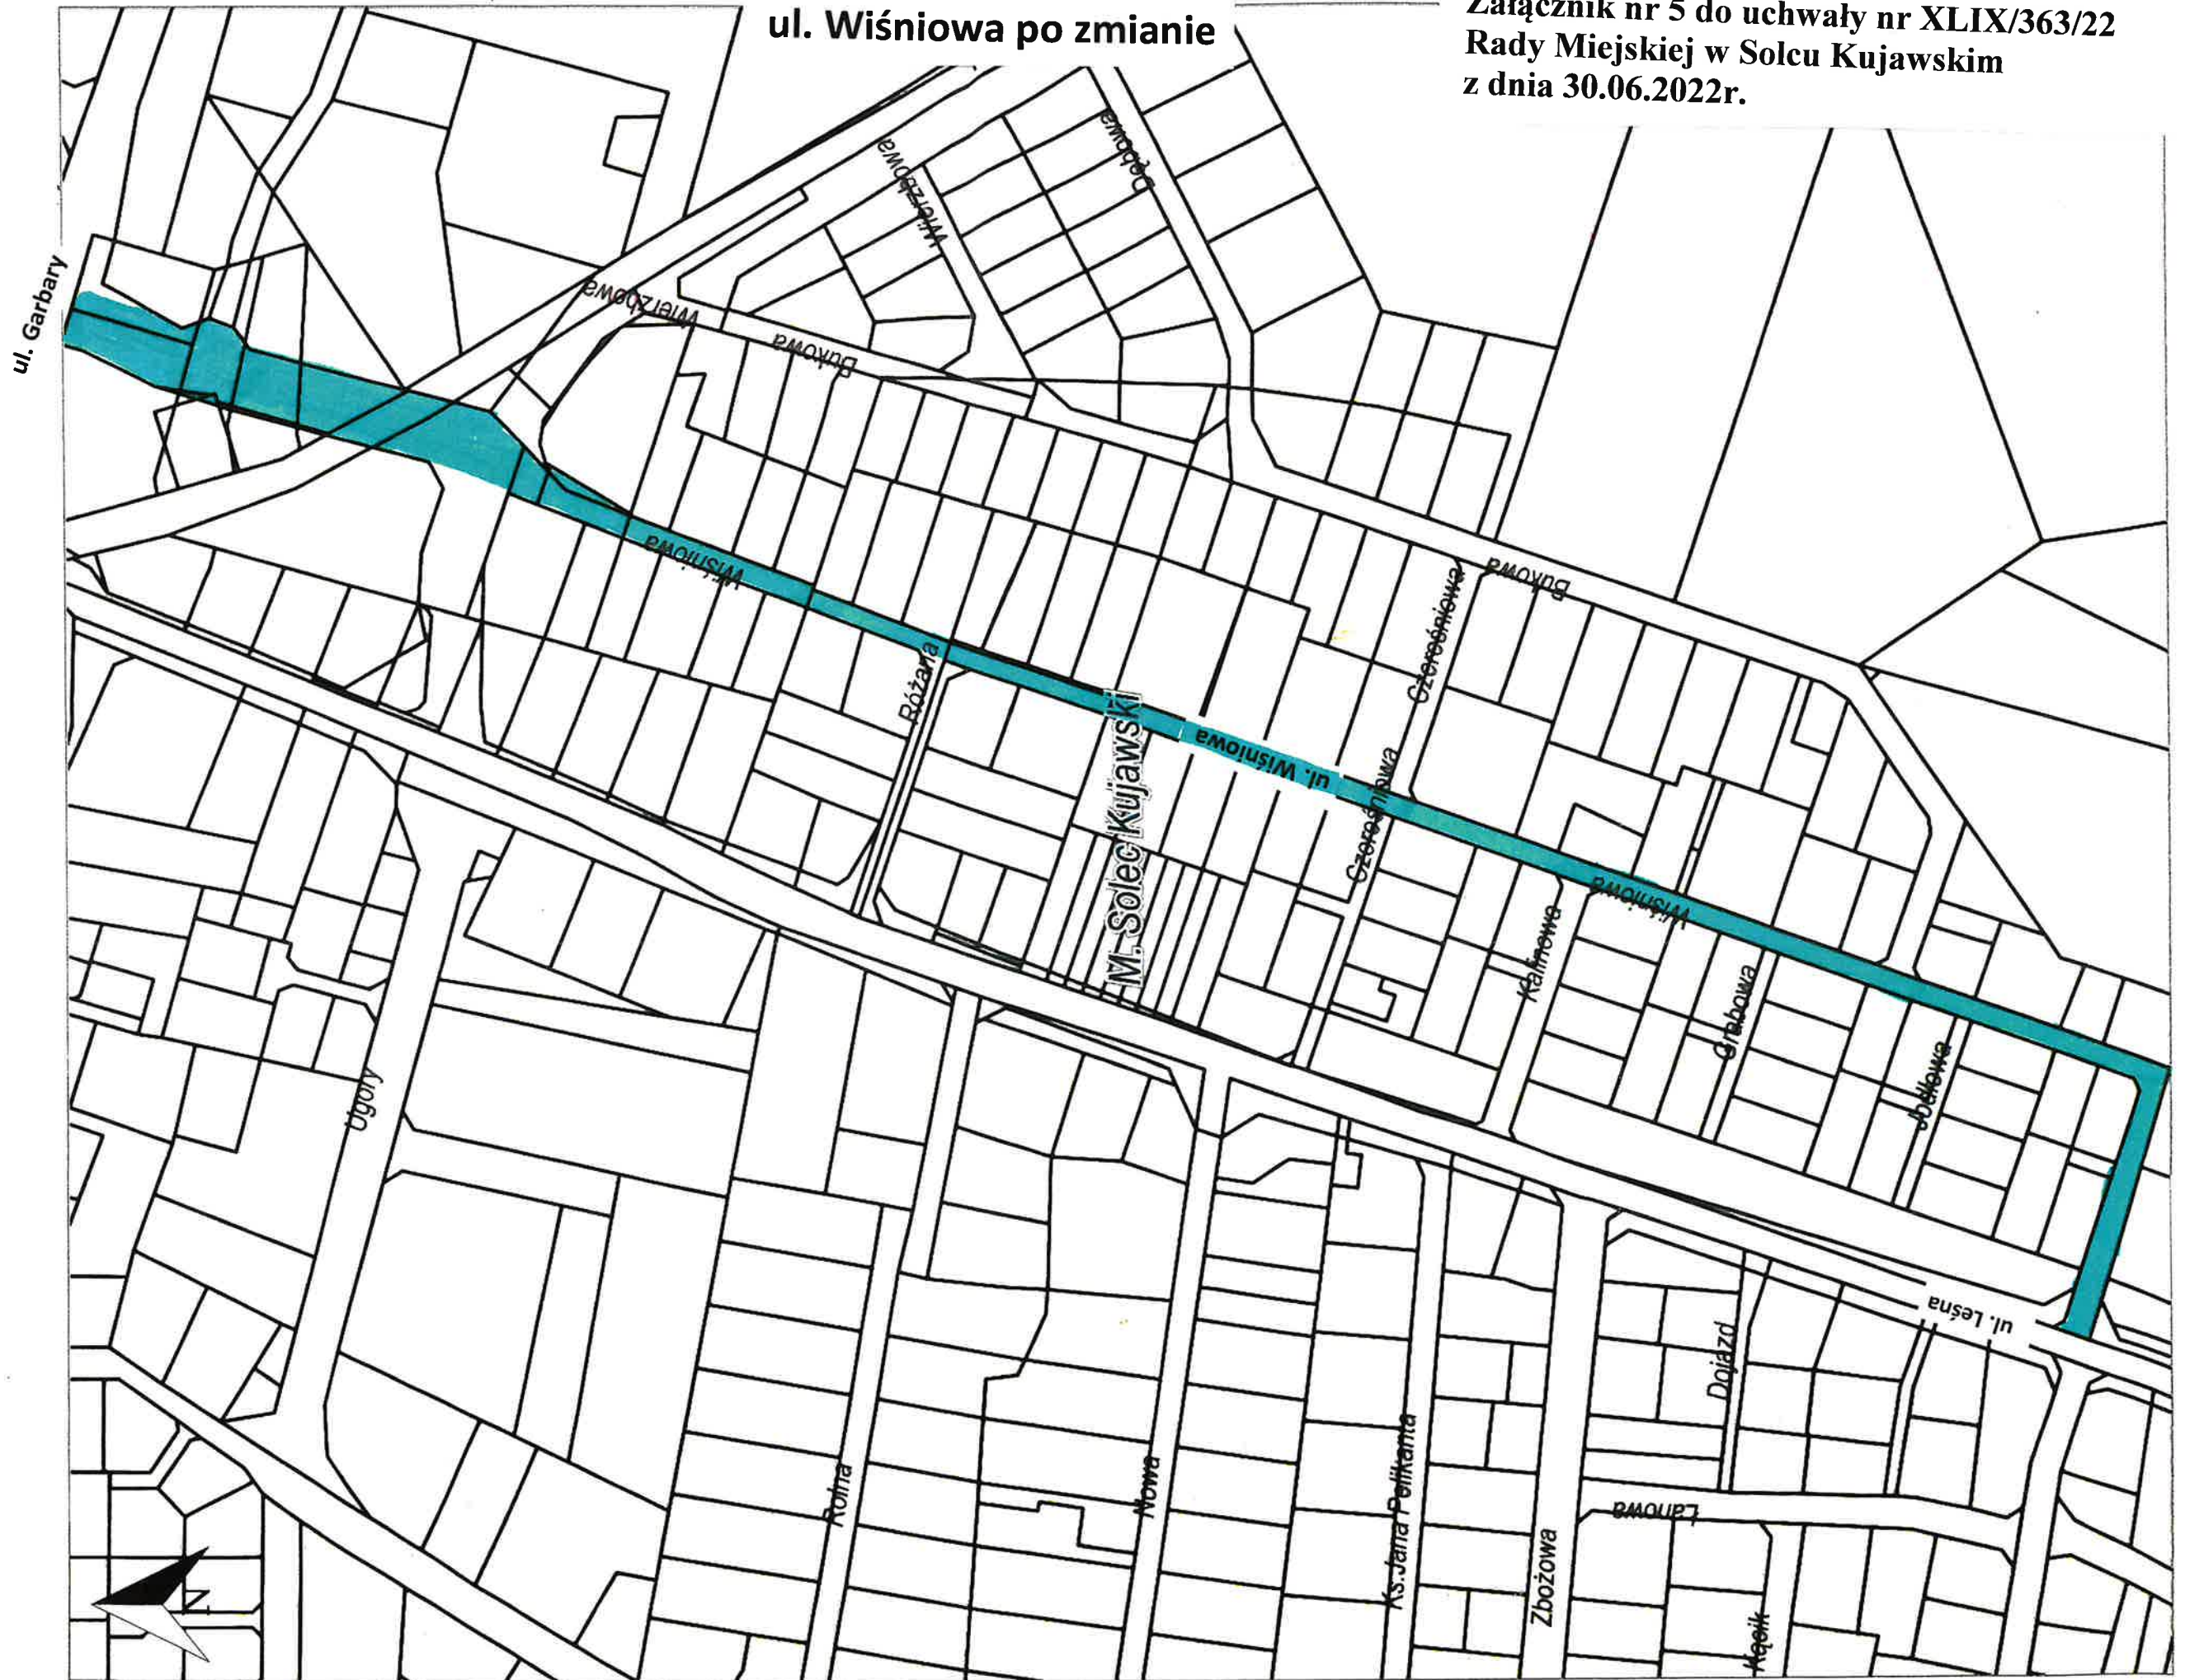 ul. Wiśniowa po zmianie
Załącznik nr 5 do uchwały nr XLIX/363/22
Rady Miejskiej w Solcu Kujawskim
z dnia 30.06.2022r.
ul. Garbary
Wierzbowa
Dębowa
Wierzbowa
Bukowa
Wiśniowa
Bukowa
Czereśniowa
Różana
M. Solec Kujawski
ul. Wiśniowa
Czereśniowa
Wiśniowa
Kalinowa
Grabowa
Jodłowa
Ugory
ul. Leśna
Dojazd
Rolna
Nowa
Ks.Jana Pelikanta
Zbożowa
Łanowa
Kącik
N